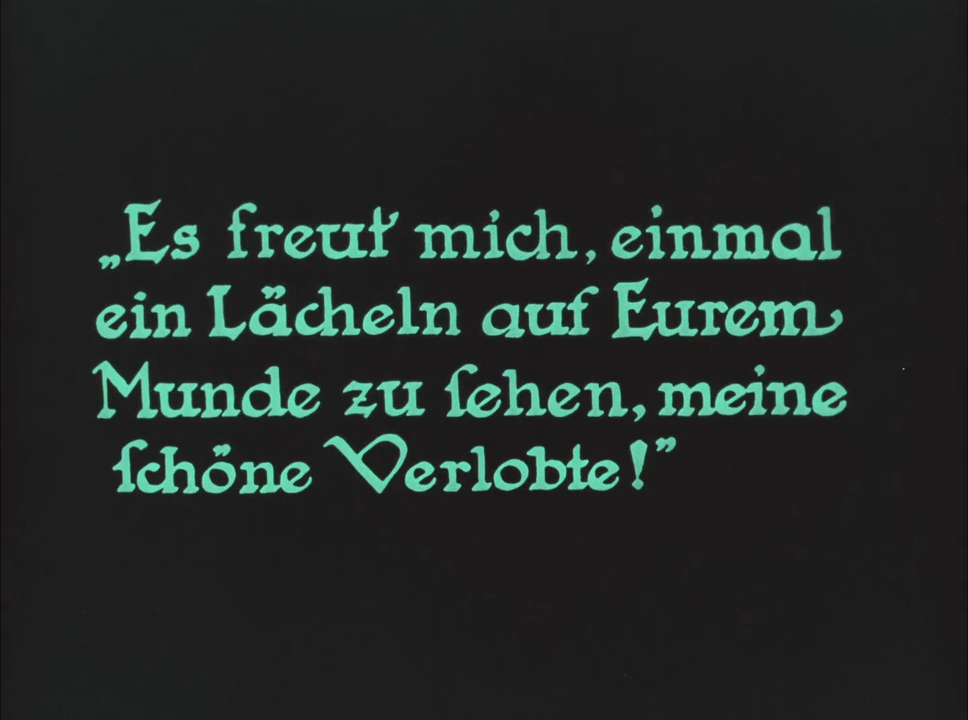 „Es freut mich, einmal
ein Lächeln auf Eurem
Munde zu ſehen, meine
ſchöne Verlobte!”